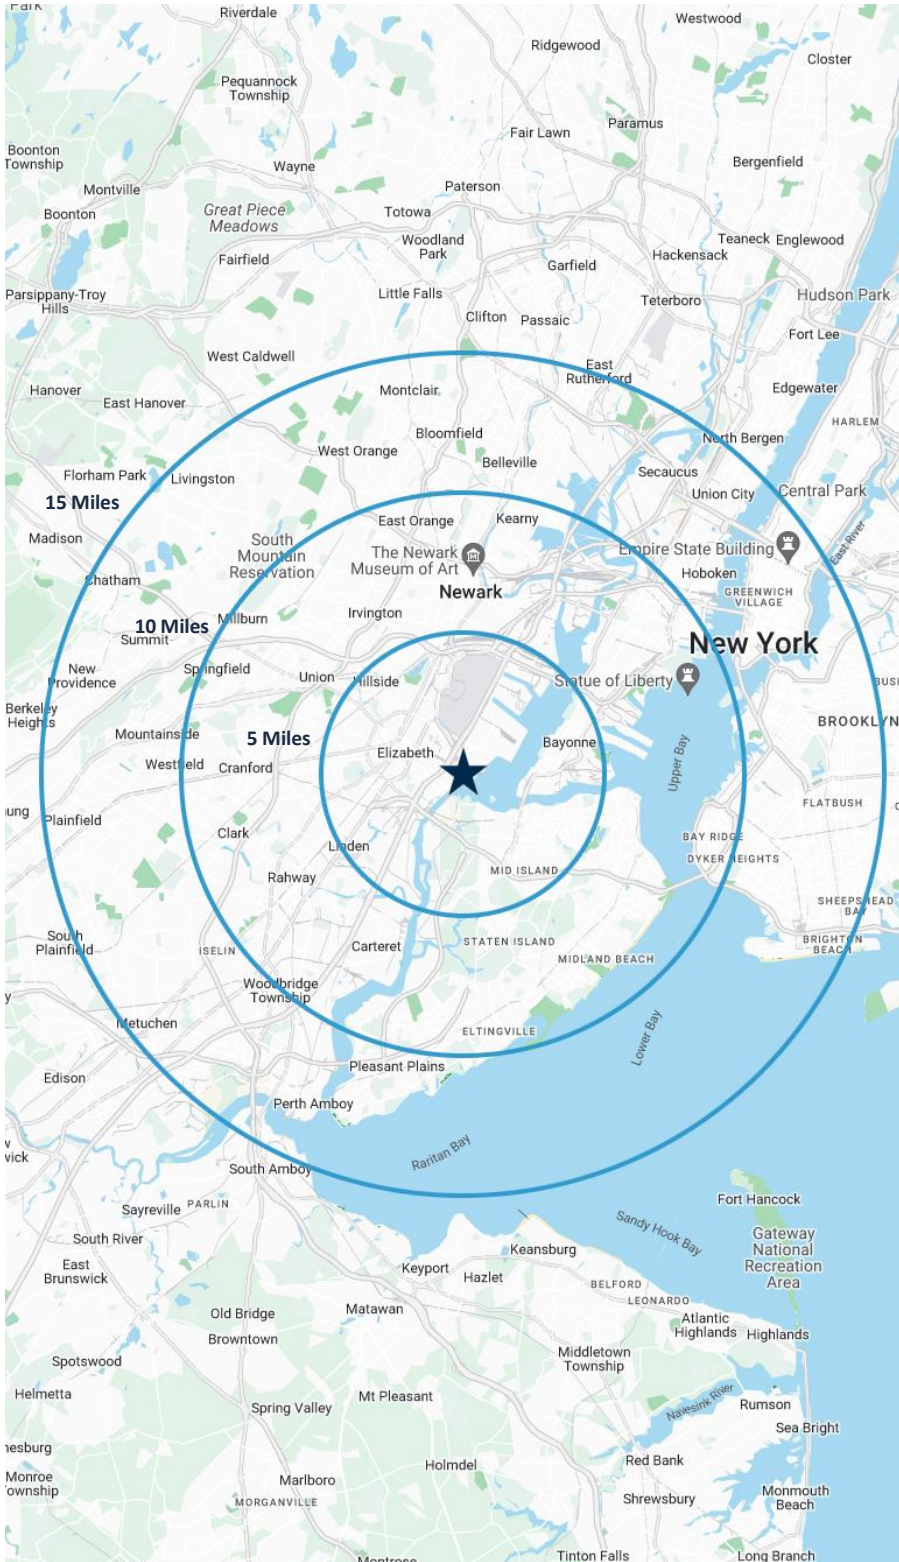 Park
Riverdale
Westwood
Ridgewood
Closter
Pequannock
Township
Paramus
Fair Lawn
Boonton
Township
Bergenfield
Wayne
Montville
Paterson
Boonton
Great Piece
Meadows
Totowa
Woodland
Park
Teaneck
Englewood
Fairfield
Hackensack
Garfield
Parsippany-Troy
Hills
Little Falls
Teterboro
Hudson Park
Clifton
Passaic
Fort Lee
West Caldwell
East
Rutherford
Hanover
Montclair
Edgewater
East Hanover
HARLEM
Bloomfield
North Bergen
West Orange
Belleville
Florham Park
Livingston
Secaucus
15 Miles
Union City
Central Park
East Orange
Kearny
Madison
South
Mountain
Reservation
The Newark
Museum of Art
Empire State Building
East River
Chatham
Hoboken
Newark
GREENWICH
VILLAGE
Irvington
Millburn
10 Miles
Summit
New York
New
Providence
Springfield
Union
Hillside
Statue of Liberty
Berkeley
Heights
BROOKLYN
Mountainside
5 Miles
Bayonne
Elizabeth
Upper Bay
Westfield
Cranford
FLATBUSH
Plainfield
Clark
BAY RIDGE
Linden
DYKER HEIGHTS
MID ISLAND
Rahway
SHEEPSHEAD
BAY
South
Plainfield
ISELIN
Carteret
STATEN ISLAND
BRIGHTON
BEACH
MIDLAND BEACH
Woodbridge
Township
Metuchen
ELTINGVILLE
Lower Bay
Pleasant Plains
Edison
Perth Amboy
Raritan Bay
South Amboy
Sayreville
PARLIN
Fort Hancock
South River
Sandy Hook Bay
Gateway
National
Recreation
Area
Keansburg
East
Brunswick
Keyport
Hazlet
BELFORD
LEONARDO
Old Bridge
Matawan
Atlantic
Highlands
Highlands
Browntown
Middletown
Township
Spotswood
Helmetta
Mt Pleasant
Navesink River
Rumson
Spring Valley
Sea Bright
Holmdel
Red Bank
Monroe
Township
Marlboro
Monmouth
Beach
MORGANVILLE
Shrewsbury
Montrose
Tinton Falls
Long Branch